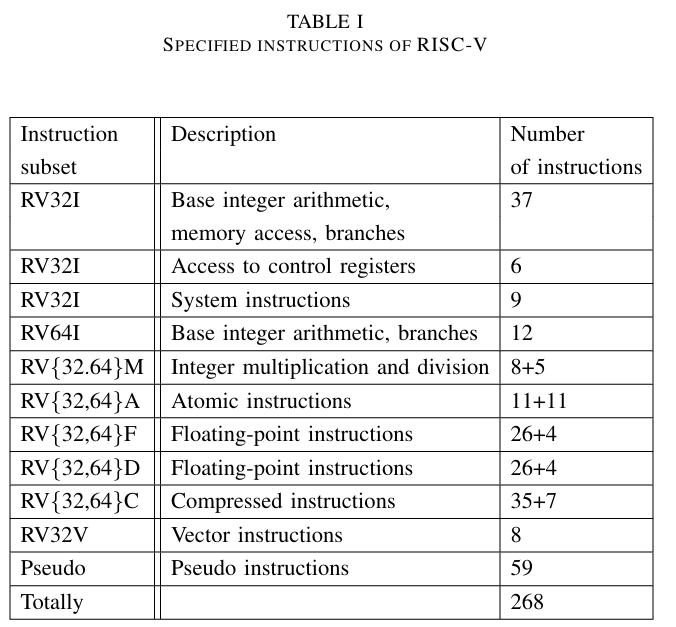 TABLE I
SPECIFIED INSTRUCTIONS OF RISC-V
Instruction subset Description Number of instructions
RV32I Base integer arithmetic, memory access, branches 37
RV32I Access to control registers 6
RV32I System instructions 9
RV64I Base integer arithmetic, branches 12
RV{32.64}M Integer multiplication and division 8+5
RV{32,64}A Atomic instructions 11+11
RV{32,64}F Floating-point instructions 26+4
RV{32,64}D Floating-point instructions 26+4
RV{32,64}C Compressed instructions 35+7
RV32V Vector instructions 8
Pseudo Pseudo instructions 59
Totally 268